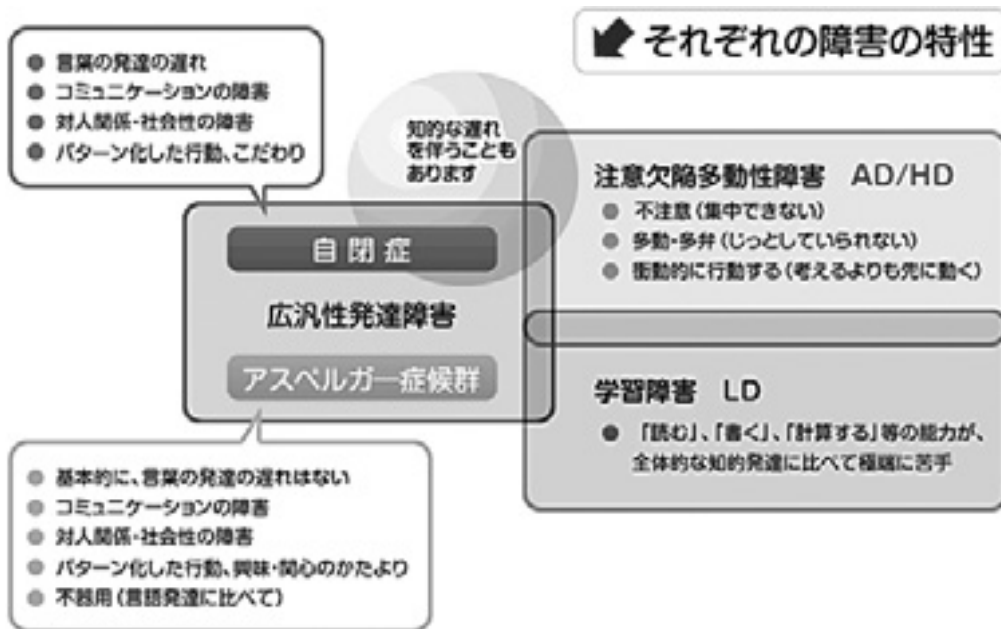 それぞれの障害の特性
● 言葉の発達の遅れ
● コミュニケーションの障害
● 対人関係・社会性の障害
● パターン化した行動、こだわり
知的な遅れ
を伴うことも
あります
自閉症
広汎性発達障害
アスペルガー症候群
● 基本的に、言葉の発達の遅れはない
● コミュニケーションの障害
● 対人関係・社会性の障害
● パターン化した行動、興味・関心のかたより
● 不器用(言語発達に比べて)
注意欠陥多動性障害 AD/HD
● 不注意(集中できない)
● 多動・多弁(じっとしていられない)
● 衝動的に行動する(考えるよりも先に動く)
学習障害 LD
● 「読む」、「書く」、「計算する」等の能力が、
全体的な知的発達に比べて極端に苦手